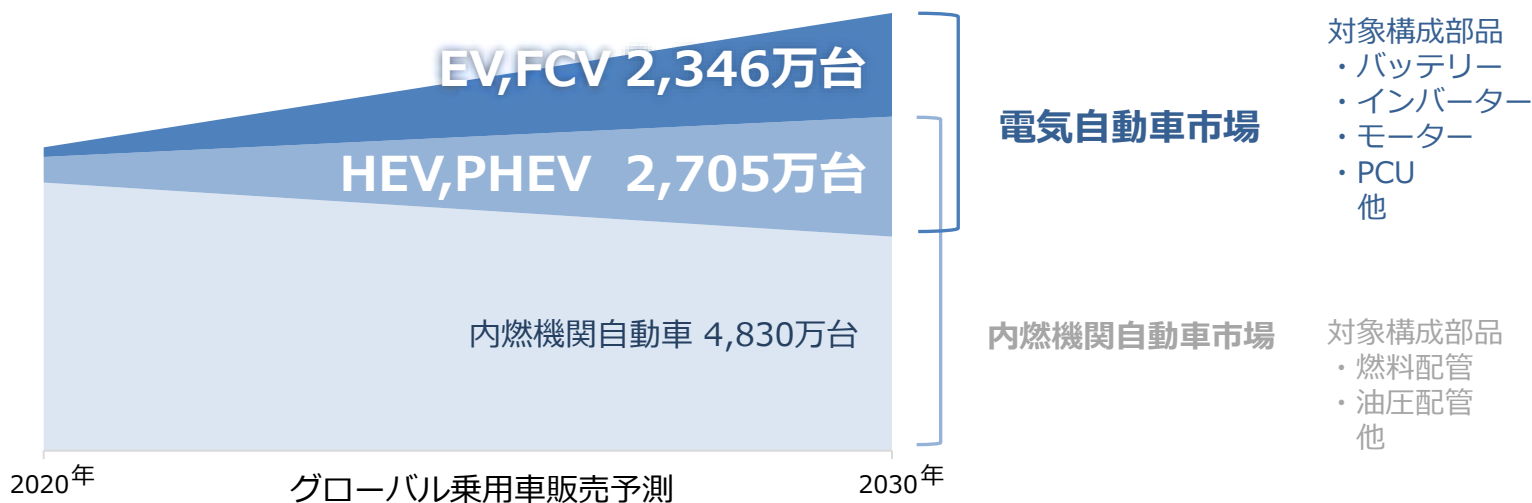 EV,FCV 2,346万台
HEV,PHEV 2,705万台
内燃機関自動車 4,830万台
2020年
グローバル乗用車販売予測
2030年
電気自動車市場
対象構成部品
・バッテリー
・インバーター
・モーター
・PCU
他
内燃機関自動車市場
対象構成部品
・燃料配管
・油圧配管
他